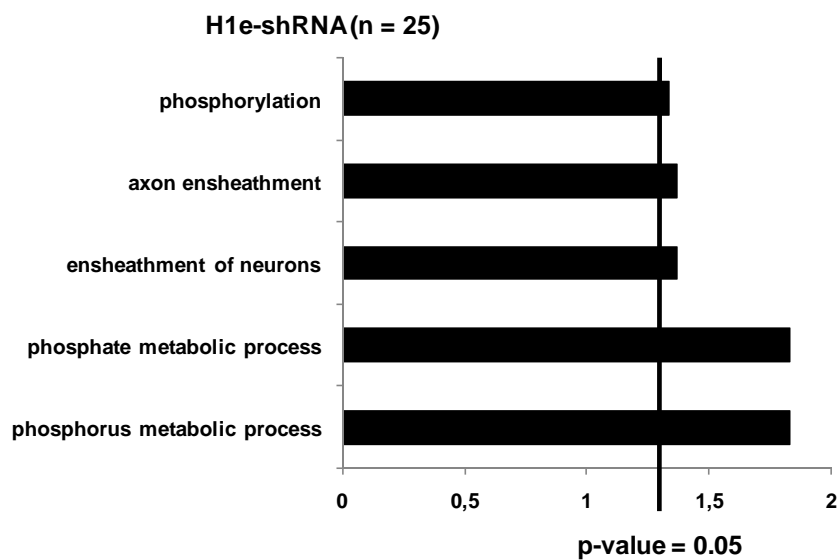 H1e-shRNA(n = 25)
phosphorylation
axon ensheathment
ensheathment of neurons
phosphate metabolic process
phosphorus metabolic process
0 0,5 1 1,5 2
p-value = 0.05